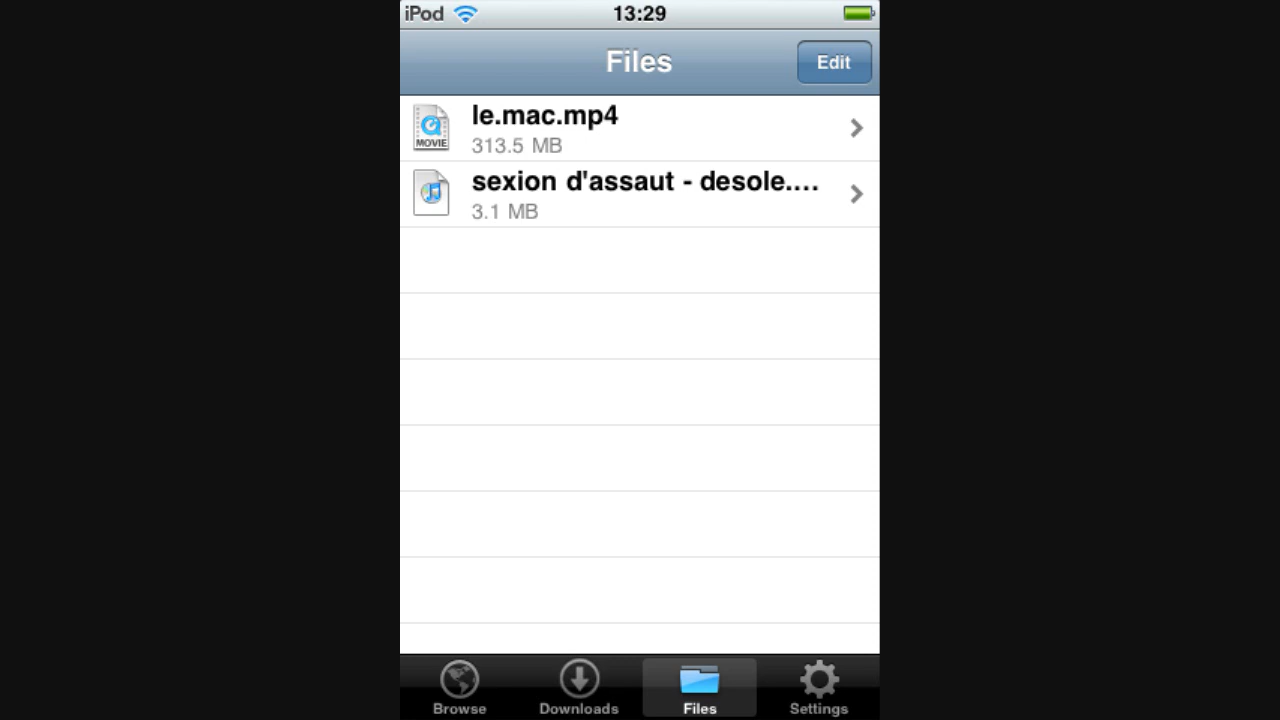 iPod 13:29
Files Edit
le.mac.mp4
MOVIE 313.5 MB
sexion d'assaut - desole....
3.1 MB
Browse Downloads Files Settings